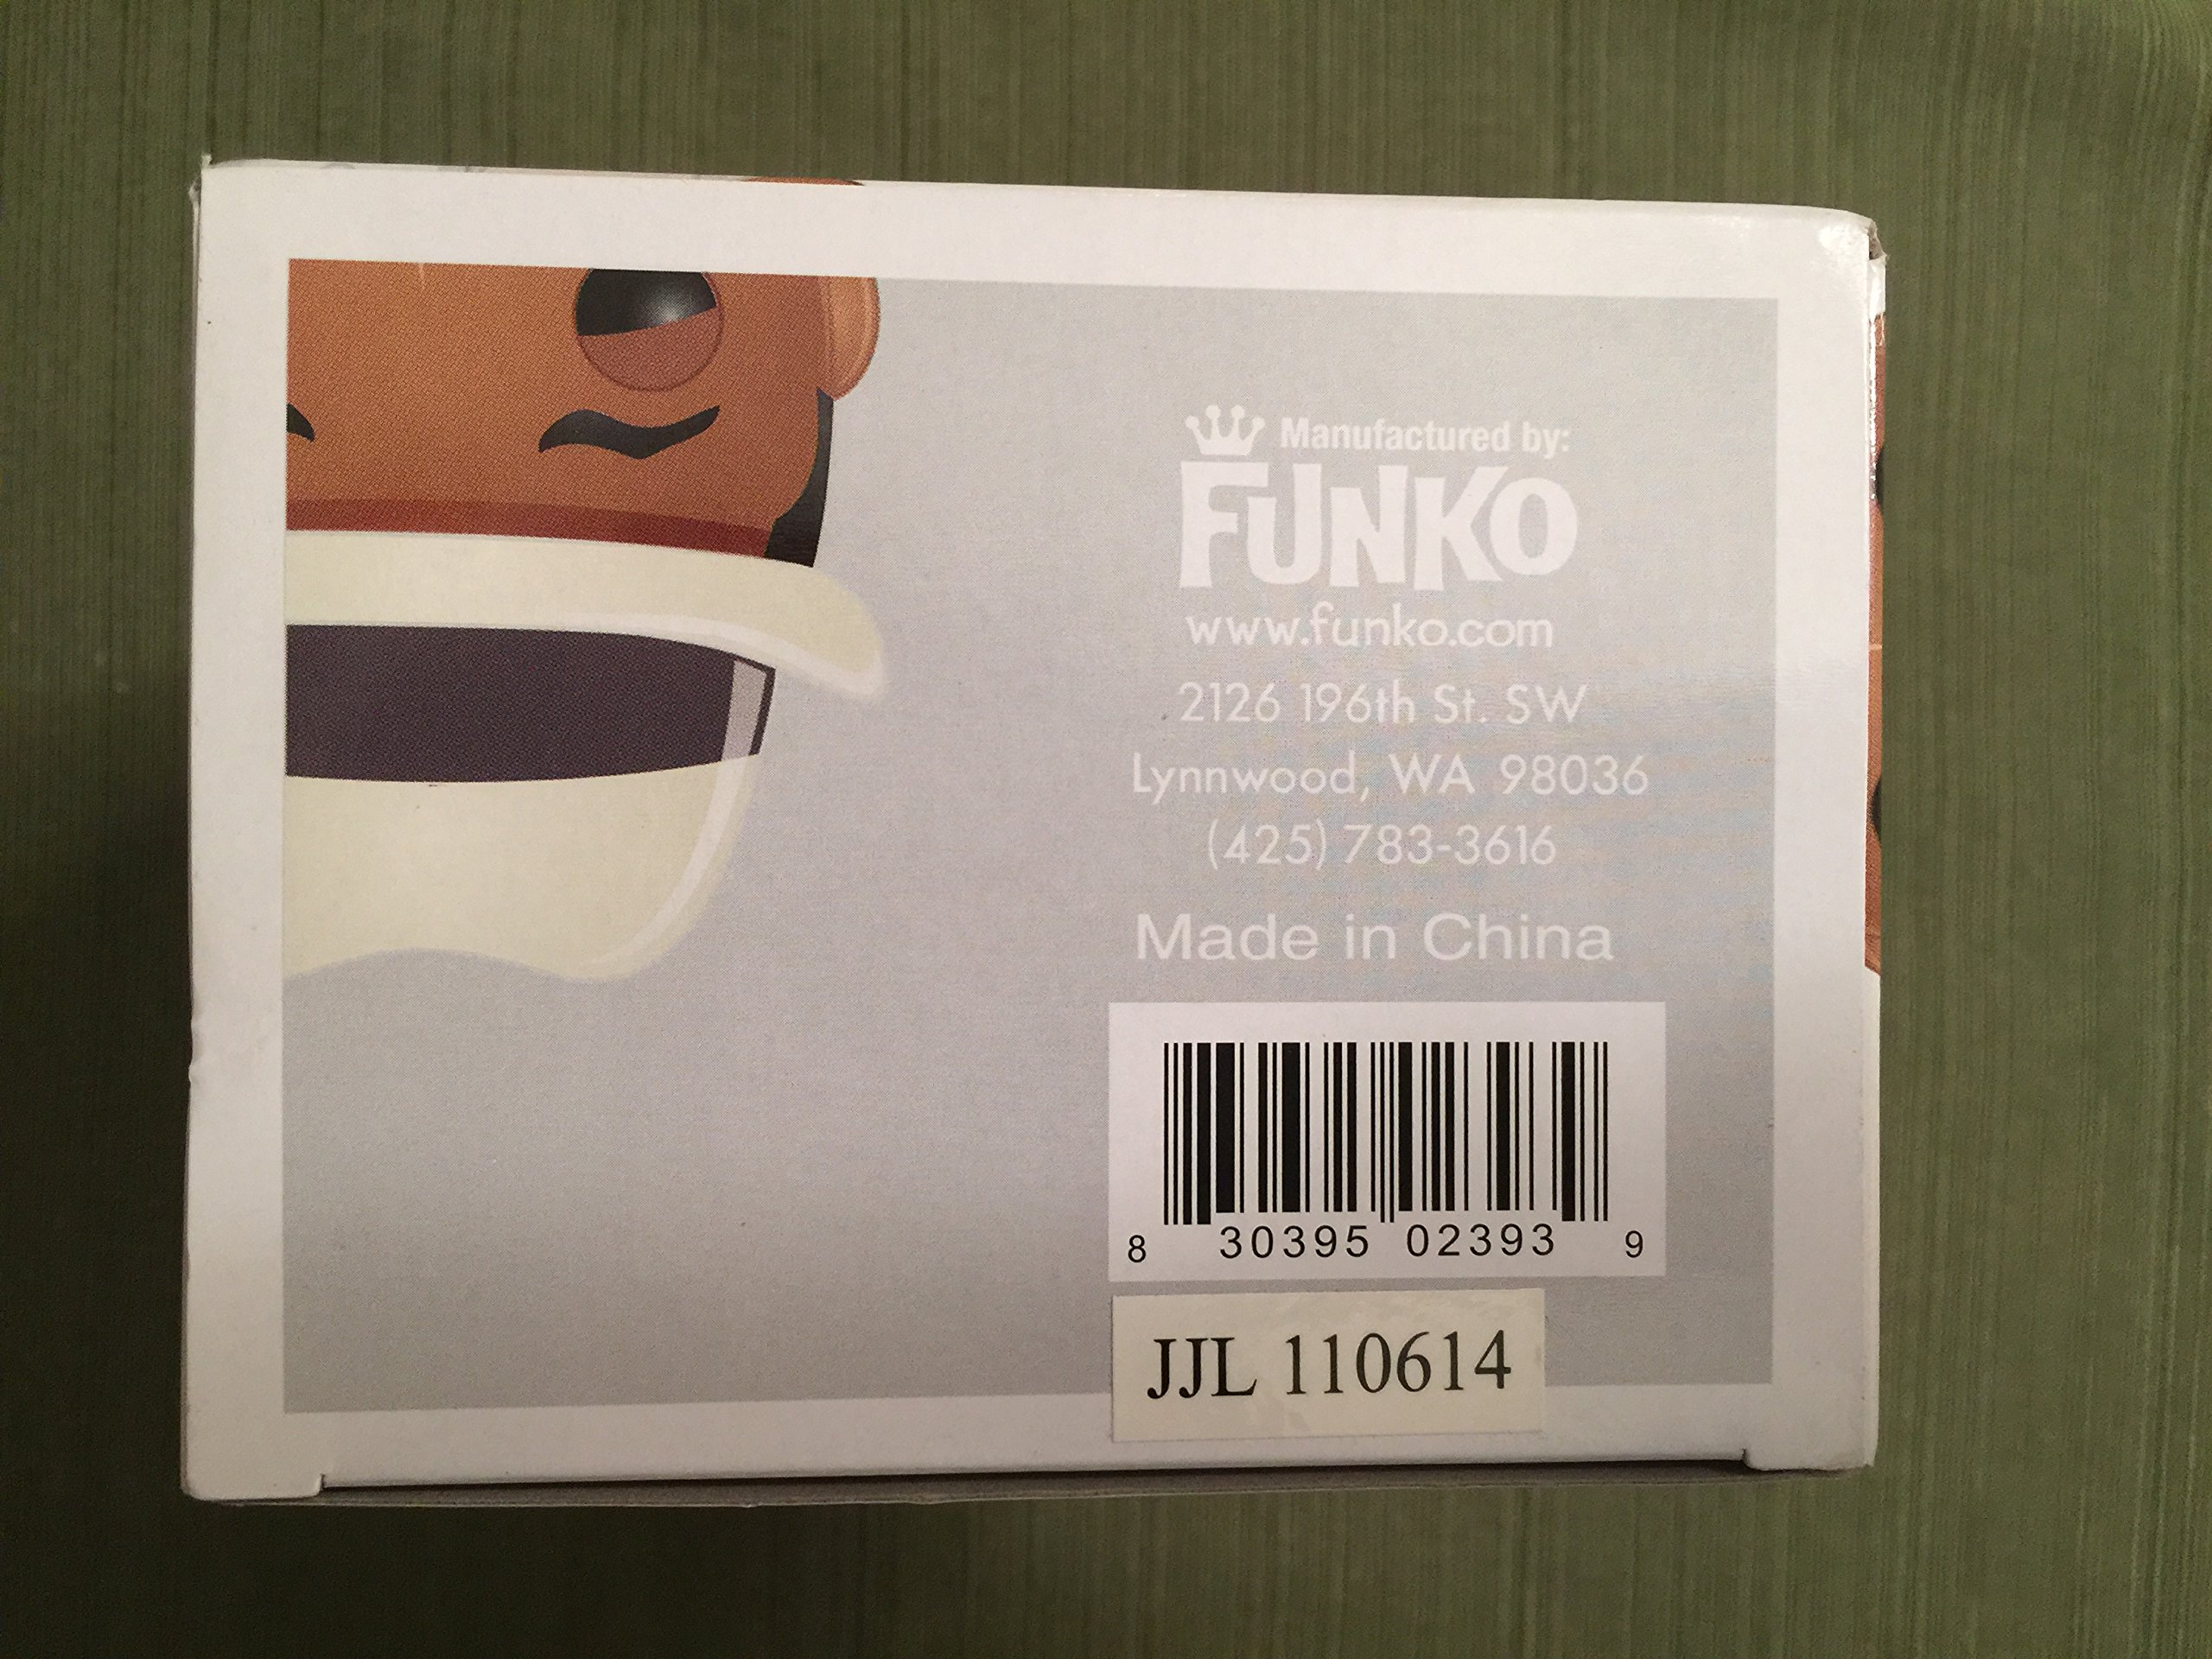 Manufactured by:
FUNKO
www.funko.com
2126 196th St. SW
Lynnwood, WA 98036
(425) 783-3616
Made in China
8 30395 02393 9
JJL 110614